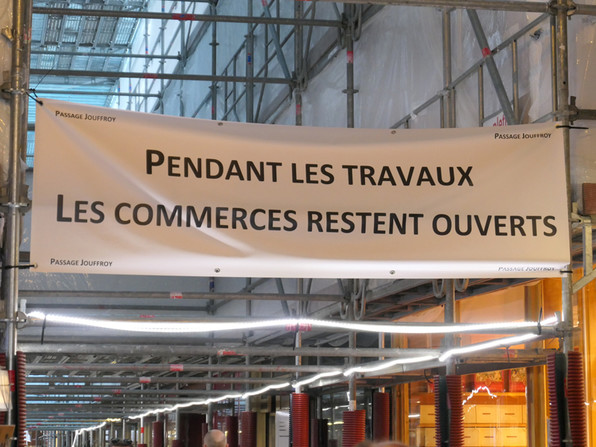 PASSAGE JOUFFROY
PASSAGE JOUFFROY
PENDANT LES TRAVAUX
LES COMMERCES RESTENT OUVERTS
PASSAGE JOUFFROY
PASSAGE JOUFFROY